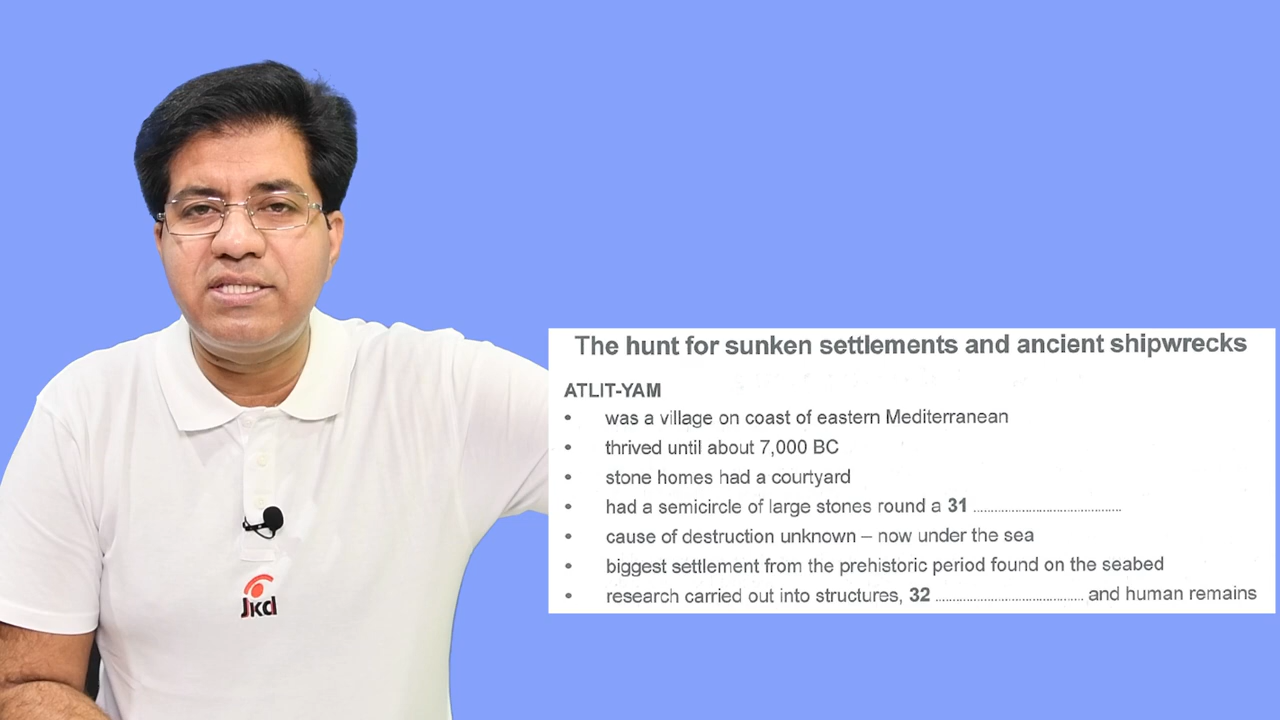 The hunt for sunken settlements and ancient shipwrecks
ATLIT-YAM
• was a village on coast of eastern Mediterranean
• thrived until about 7,000 BC
• stone homes had a courtyard
• had a semicircle of large stones round a 31 ..............................
• cause of destruction unknown – now under the sea
• biggest settlement from the prehistoric period found on the seabed
• research carried out into structures, 32 .............................. and human remains
Jkd